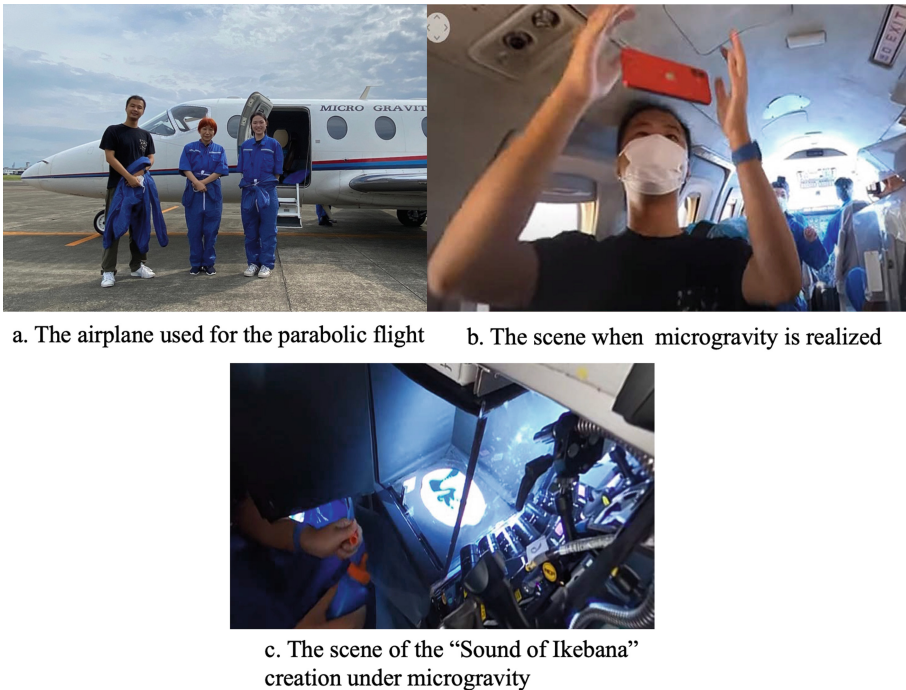 MICRO GRAVIT
EXIT
a. The airplane used for the parabolic flight
b. The scene when microgravity is realized
c. The scene of the “Sound of Ikebana”
creation under microgravity